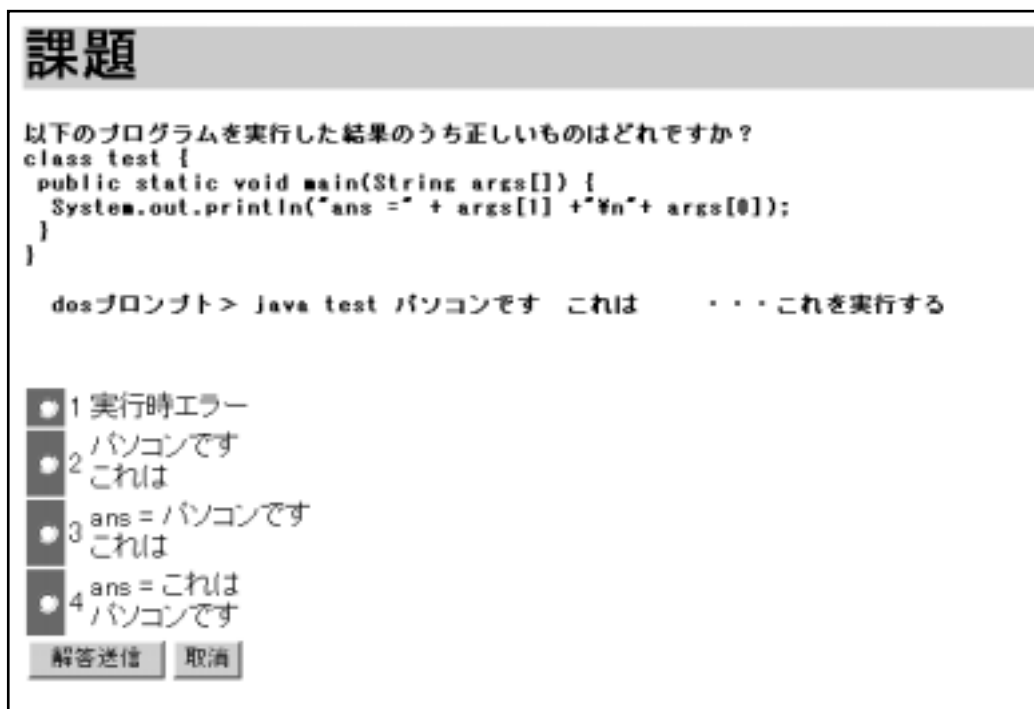 課題
以下のプログラムを実行した結果のうち正しいものはどれですか？
class test {
public static void main(String args[]) {
System.out.println("ans =" + args[1] +"¥n"+ args[0]);
}
}
dosプロンプト＞ java test パソコンです　これは　　・・・これを実行する
1 実行時エラー
2 パソコンです
これは
3 ans = パソコンです
これは
4 ans = これは
パソコンです
解答送信 取消